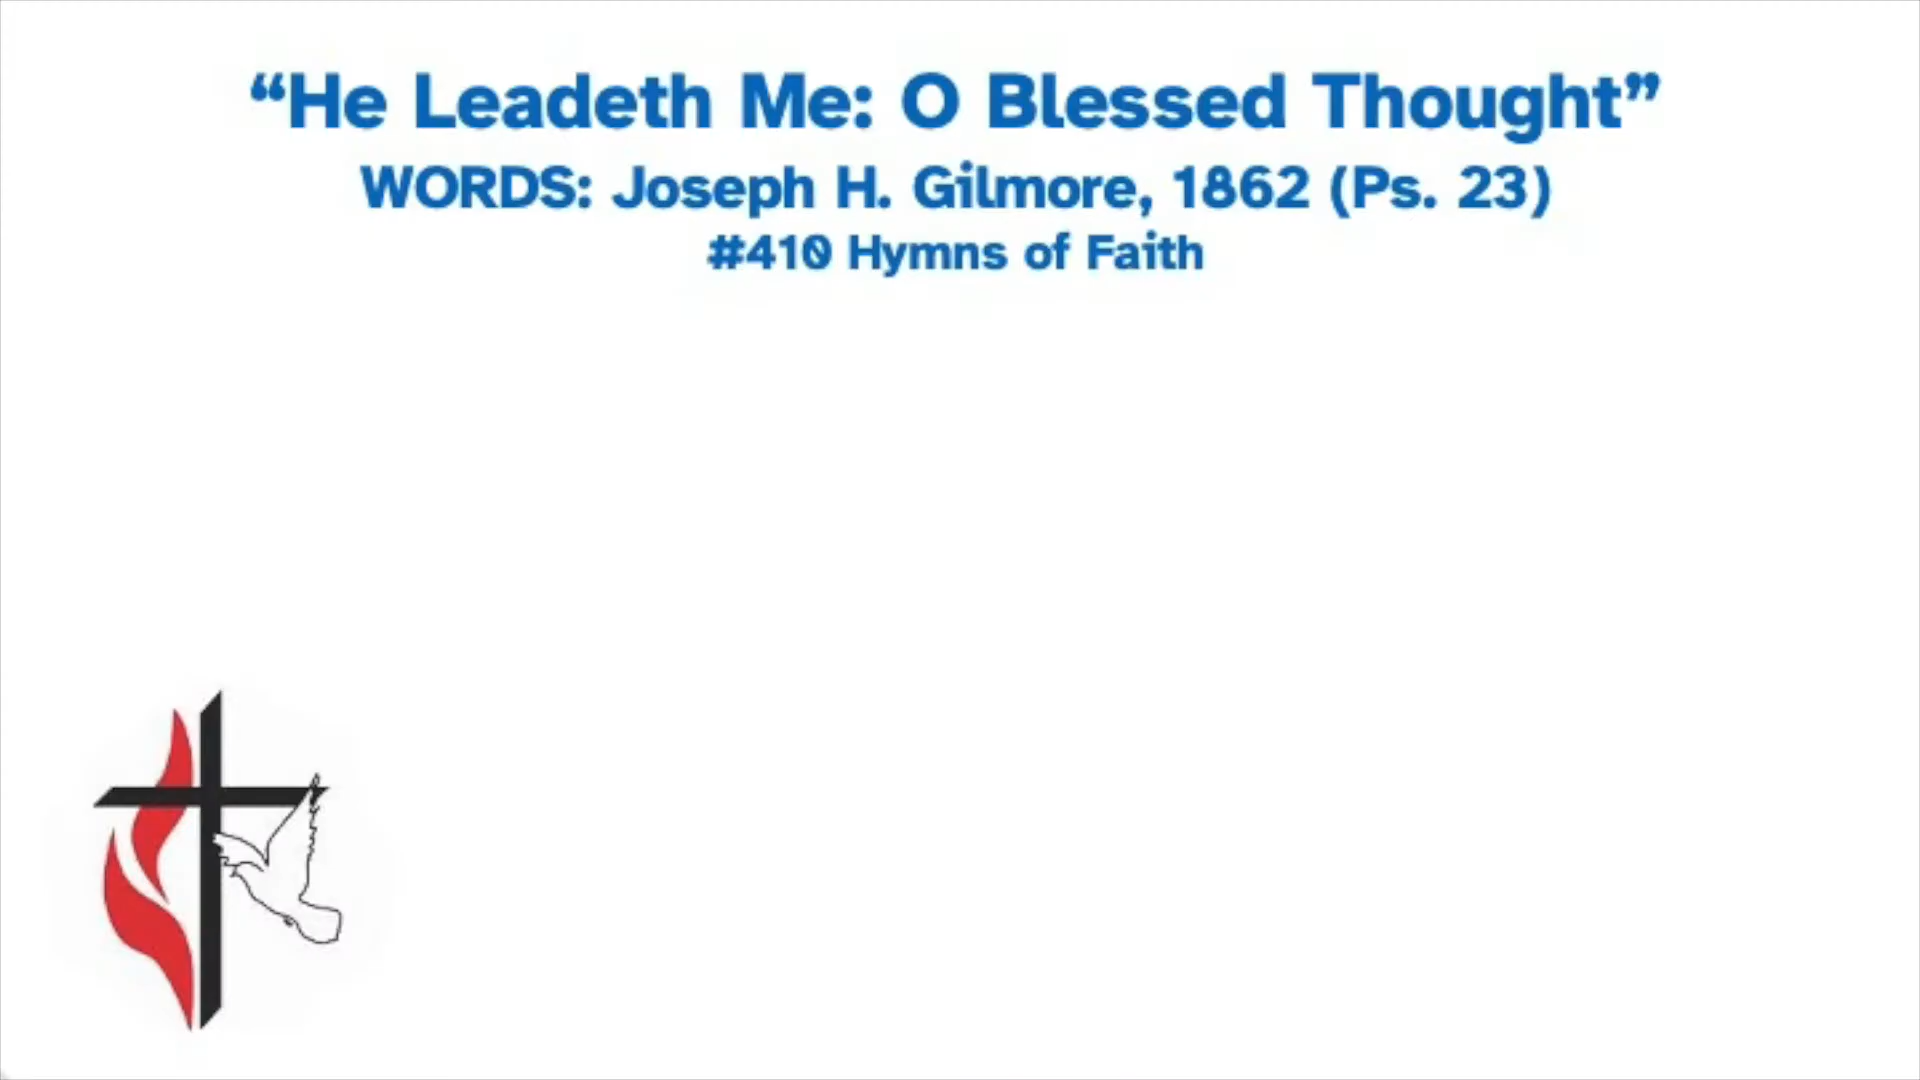 “He Leadeth Me: O Blessed Thought”
WORDS: Joseph H. Gilmore, 1862 (Ps. 23)
#410 Hymns of Faith